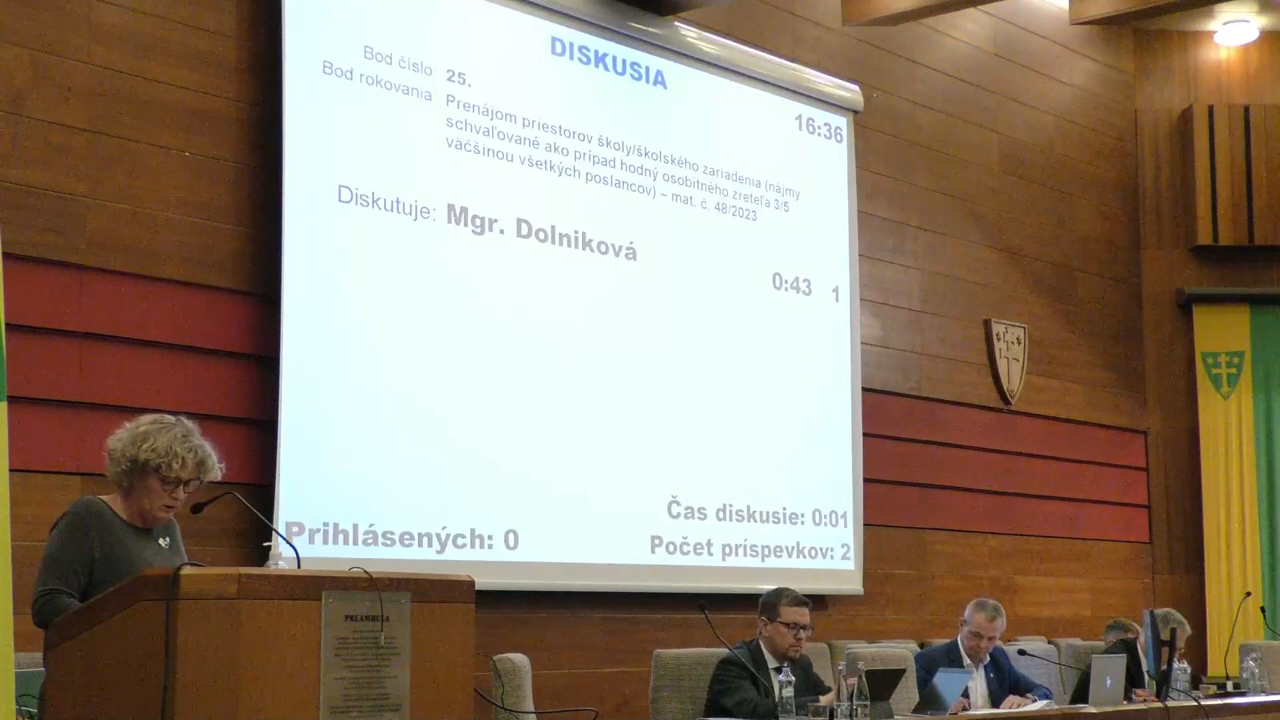 DISKUSIA
16:36
Bod číslo: 25.
Bod rokovania: Prenájom priestorov školy/školského zariadenia (nájmy
schvaľované ako prípad hodný osobitného zreteľa 3/5
väčšinou všetkých poslancov) – mat. č. 48/2023
Diskutuje: Mgr. Dolniková
0:43 1
Čas diskusie: 0:01
Prihlásených: 0
Počet príspevkov: 2
PREAMBULA